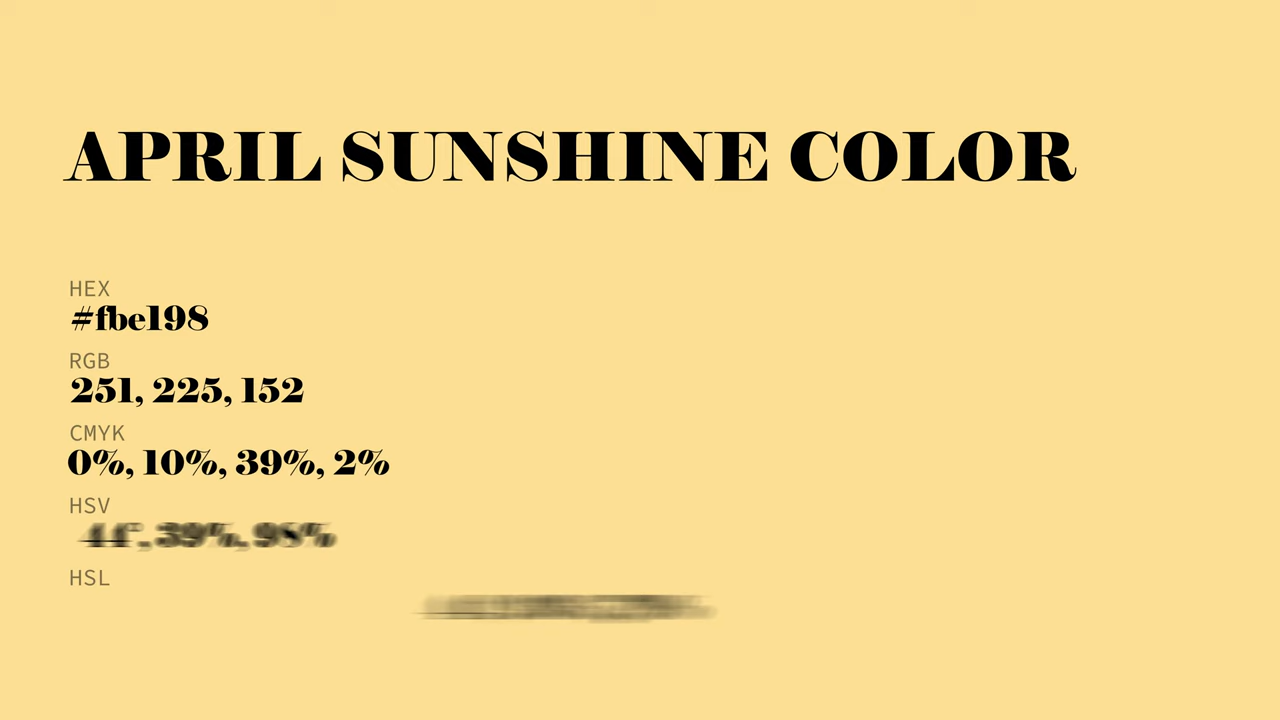 APRIL SUNSHINE COLOR
HEX
#fbe198
RGB
251, 225, 152
CMYK
0%, 10%, 39%, 2%
HSV
44°, 39%, 98%
HSL